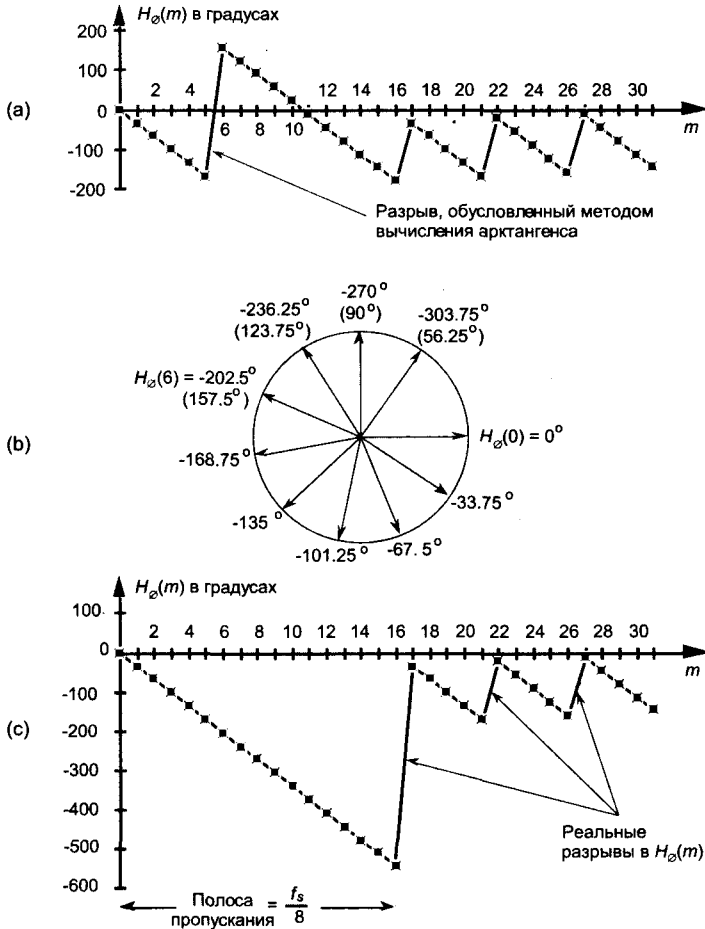 H∅(m) в градусах
200
100
0
-100
-200
2 4 12 14 16 18 20 22 24 26 28 30
6 8 10
m
(a)
Разрыв, обусловленный методом
вычисления арктангенса
(b)
-270°
(90°)
-236.25°
(123.75°)
-303.75°
(56.25°)
H∅(6) = -202.5°
(157.5°)
H∅(0) = 0°
-168.75°
-33.75°
-135°
-101.25°
-67.5°
H∅(m) в градусах
100
0
-100
-200
-300
-400
-500
-600
2 4 6 8 10 12 14 16 18 20 22 24 26 28 30
m
(c)
Реальные
разрывы в H∅(m)
Полоса
пропускания = fs/8